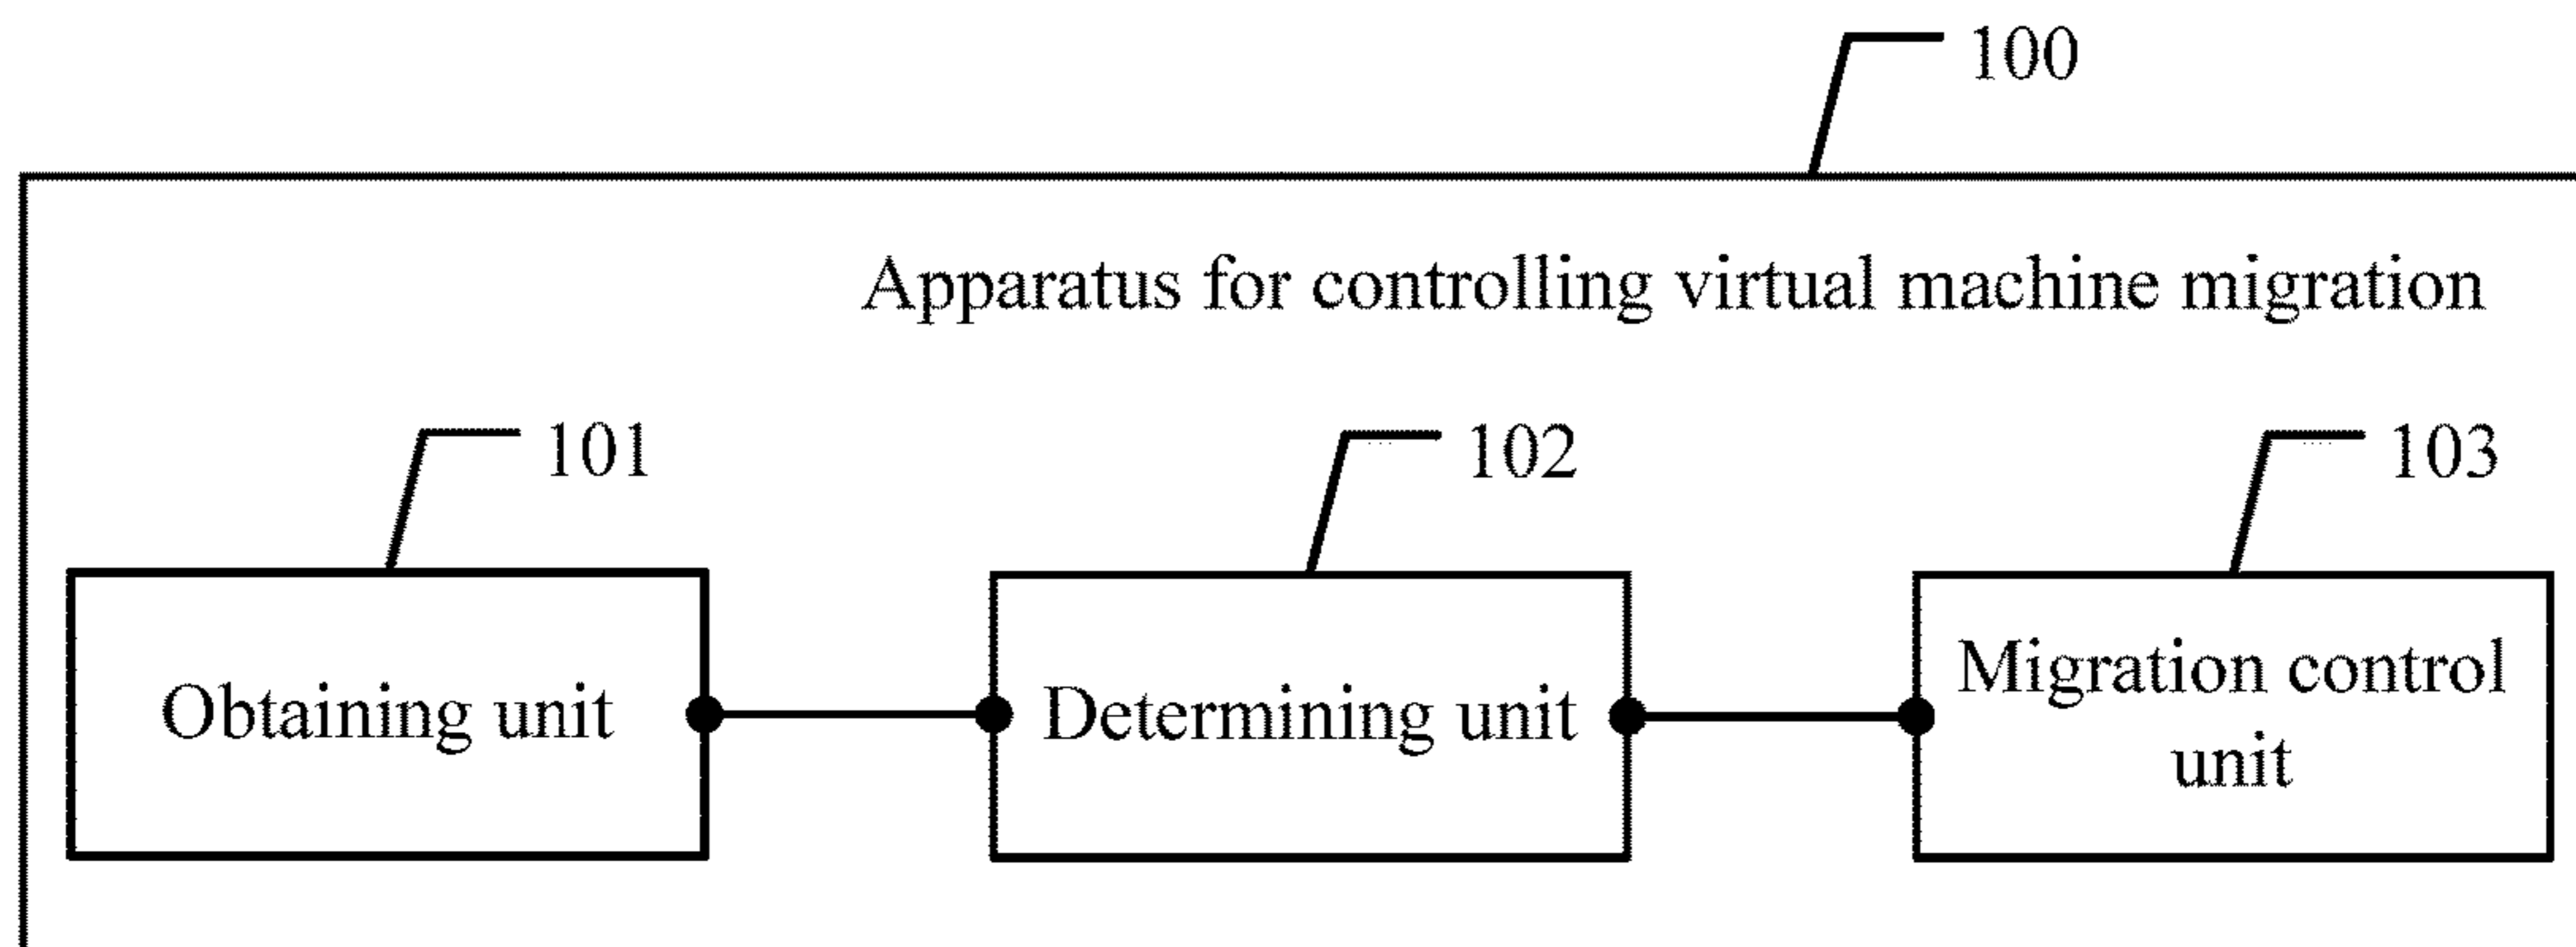 100
Apparatus for controlling virtual machine migration
101
102
103
Obtaining unit
Determining unit
Migration control
unit